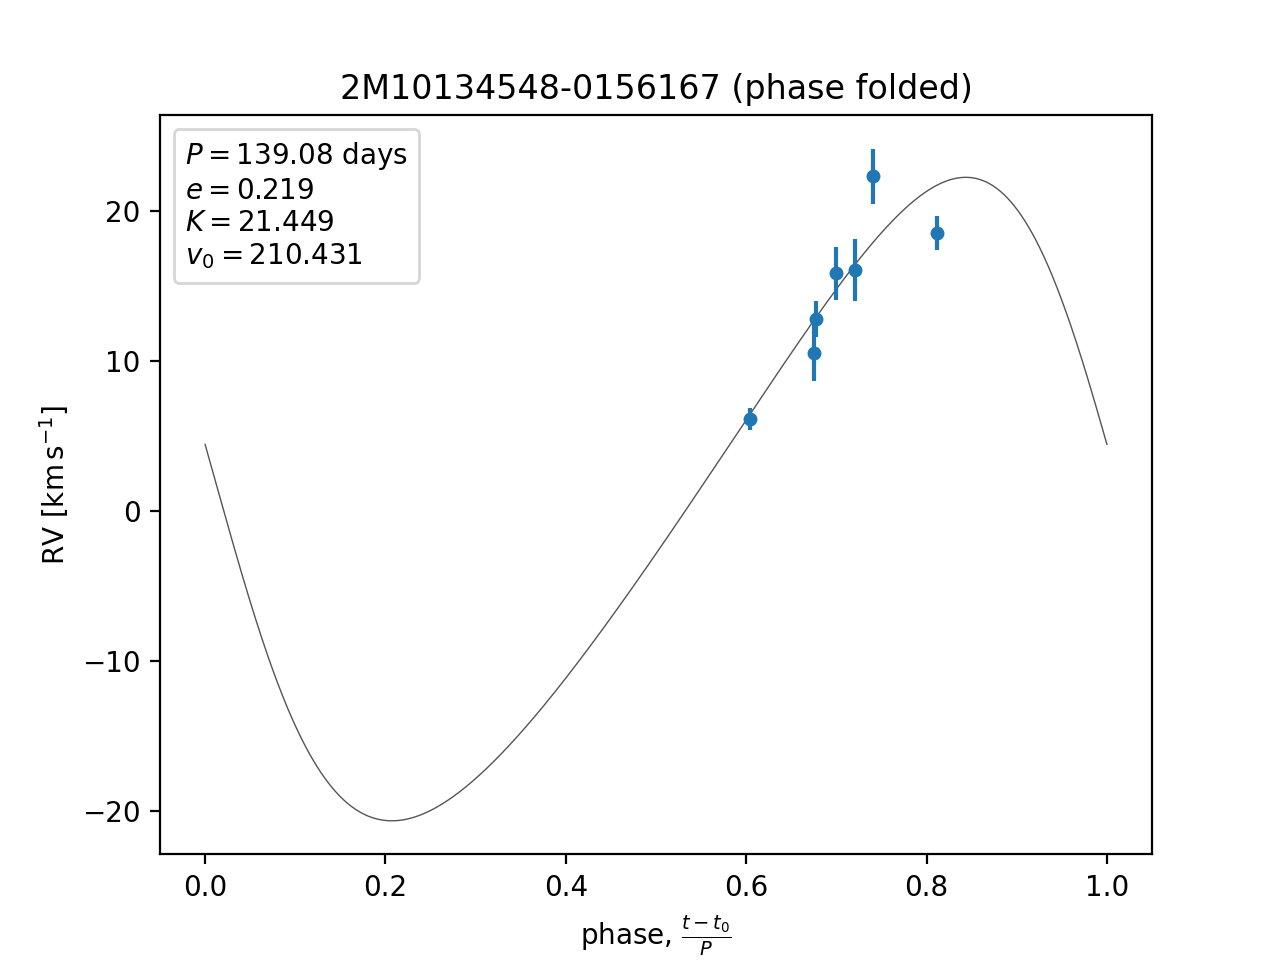 2M10134548-0156167 (phase folded)
P = 139.08 days
e = 0.219
K = 21.449
v₀ = 210.431
20
10
0
−10
−20
RV [km s⁻¹]
0.0 0.2 0.4 0.6 0.8 1.0
phase, (t − t₀)/P